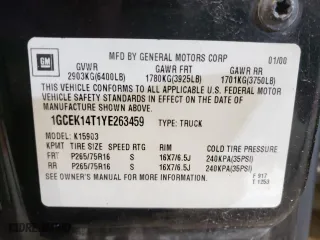 GM
MFD BY GENERAL MOTORS CORP 01/00
GVWR GAWR FRT GAWR RR
2903KG(6400LB) 1780KG(3925LB) 1701KG(3750LB)
THIS VEHICLE CONFORMS TO ALL APPLICABLE U.S. FEDERAL MOTOR
VEHICLE SAFETY STANDARDS IN EFFECT ON THE DATE OF
MANUFACTURE SHOWN ABOVE.
1GCEK14T1YE263459 TYPE: TRUCK
MODEL: K15903
KPMT TIRE SIZE SPEED RTG RIM COLD TIRE PRESSURE
FRT P265/75R16 S 16X7/6.5J 240KPA(35PSI)
RR P265/75R16 S 16X7/6.5J 240KPA(35PSI)
SEE OWNER'S MANUAL FOR MORE INFORMATION.
F 917
E 1353